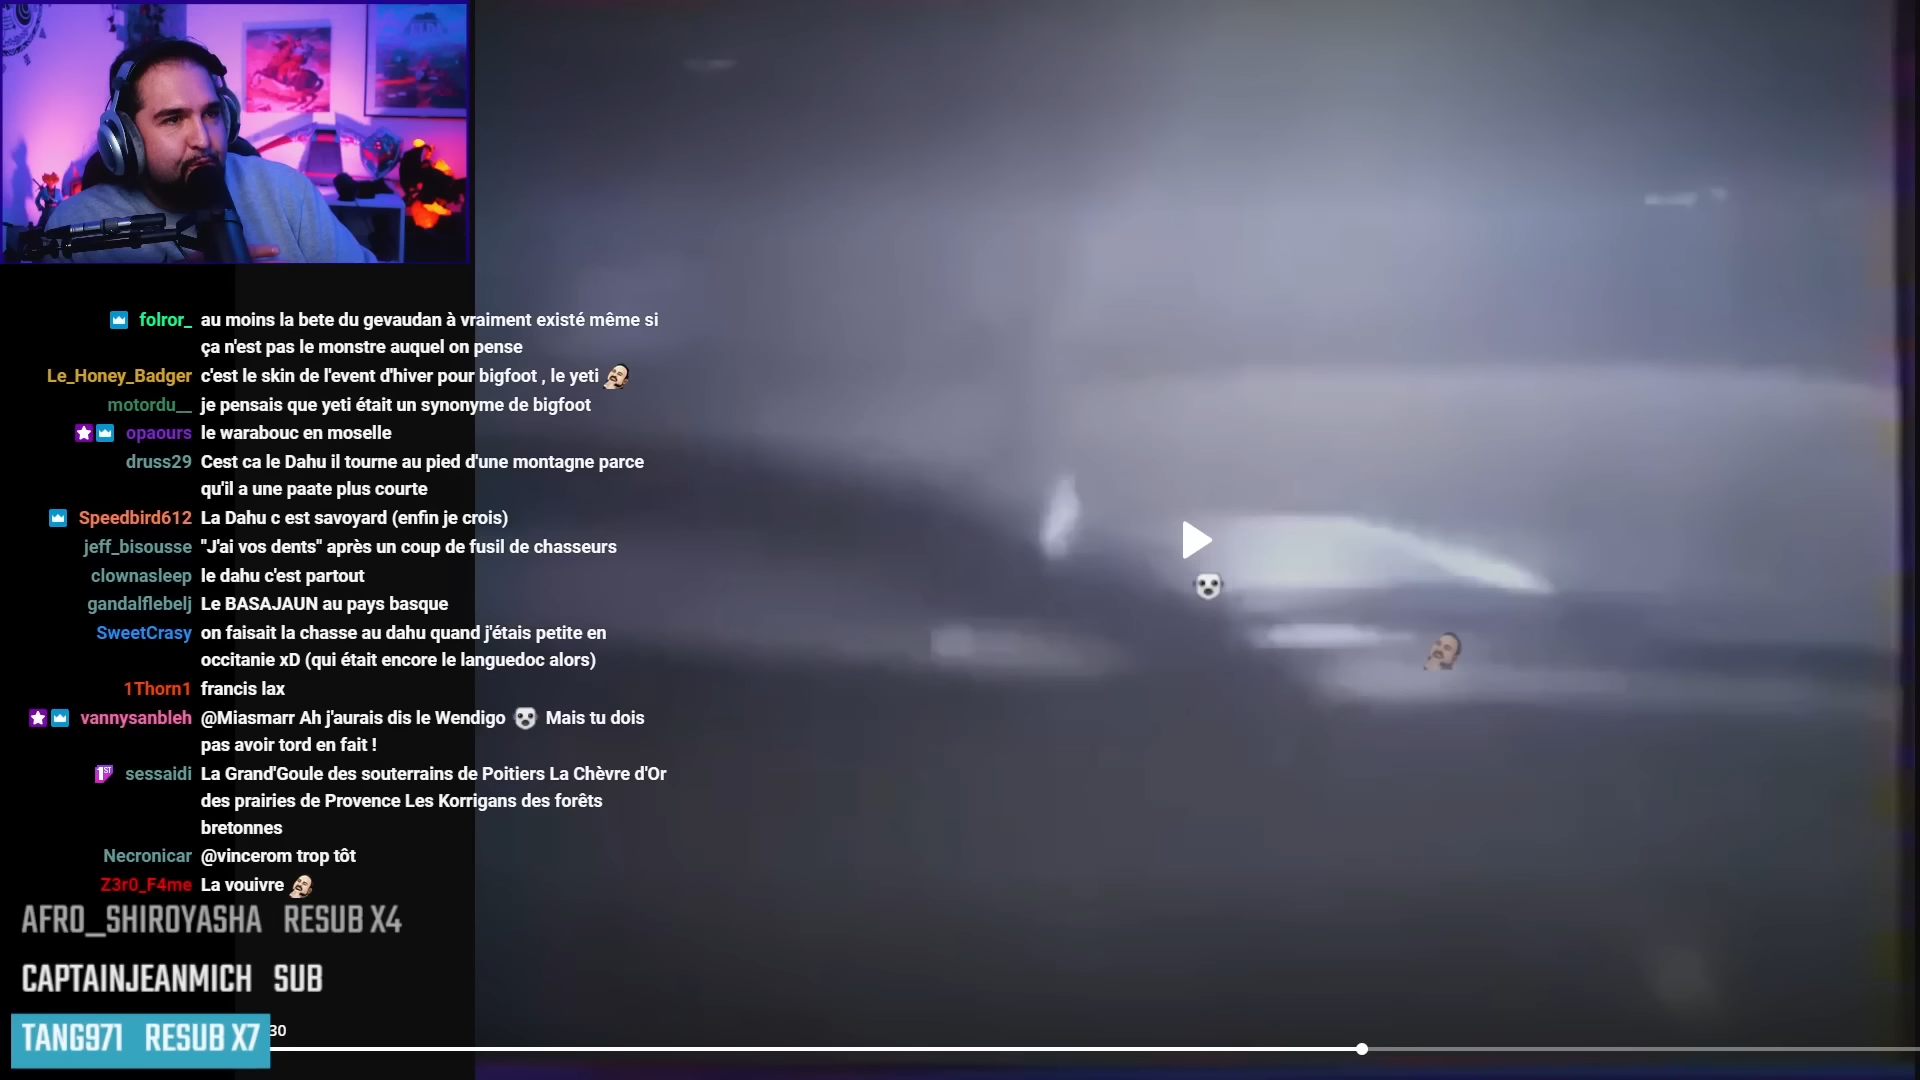 folror_ au moins la bete du gevaudan à vraiment existé même si
ça n'est pas le monstre auquel on pense
Le_Honey_Badger c'est le skin de l'event d'hiver pour bigfoot , le yeti
motordu__ je pensais que yeti était un synonyme de bigfoot
opaours le warabouc en moselle
druss29 Cest ca le Dahu il tourne au pied d'une montagne parce
qu'il a une paate plus courte
Speedbird612 La Dahu c est savoyard (enfin je crois)
jeff_bisousse "J'ai vos dents" après un coup de fusil de chasseurs
clownasleep le dahu c'est partout
gandalflebelj Le BASAJAUN au pays basque
SweetCrasy on faisait la chasse au dahu quand j'étais petite en
occitanie xD (qui était encore le languedoc alors)
1Thorn1 francis lax
vannysanbleh @Miasmarr Ah j'aurais dis le Wendigo Mais tu dois
pas avoir tord en fait !
1ST sessaidi La Grand'Goule des souterrains de Poitiers La Chèvre d'Or
des prairies de Provence Les Korrigans des forêts
bretonnes
Necronicar @vincerom trop tôt
Z3r0_F4me La vouivre
AFRO_SHIROYASHA RESUB X4
CAPTAINJEANMICH SUB
TANG971 RESUB X7
30